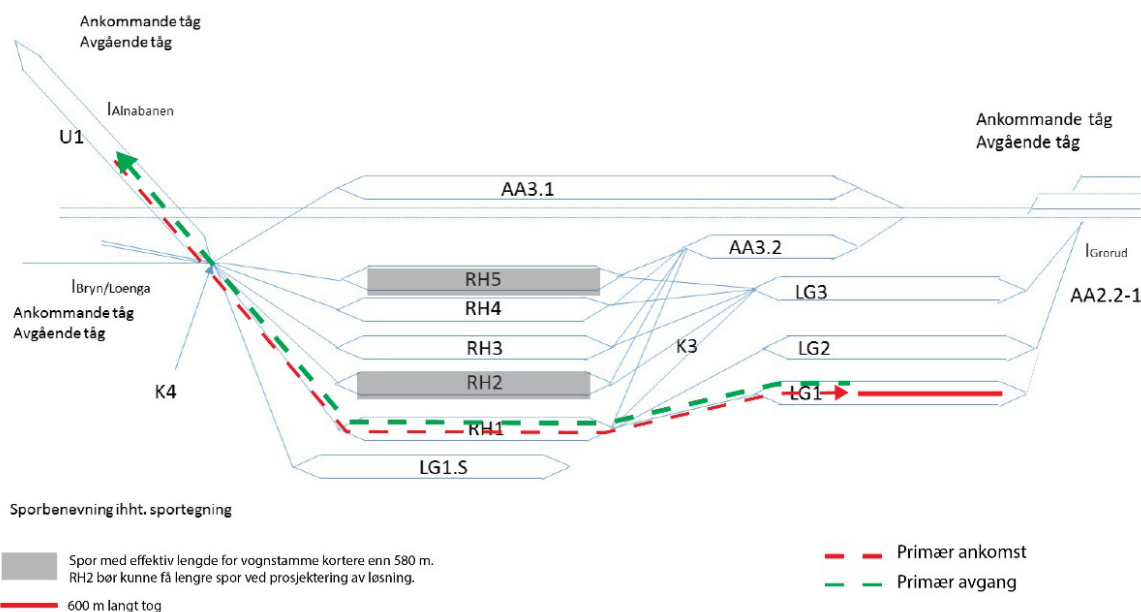 Ankommande tåg
Avgående tåg
IAlnabanen
U1
Ankommande tåg
Avgående tåg
AA3.1
AA3.2
IGrorud
RH5
IBryn/Loenga
LG3
AA2.2-1
Ankommande tåg
Avgående tåg
RH4
RH3
K3
LG2
K4
RH2
LG1
RH1
LG1.S
Sporbenevning ihht. sportegning
Spor med effektiv lengde for vognstamme kortere enn 580 m.
RH2 bør kunne få lengre spor ved prosjektering av løsning.
600 m langt tog
Primær ankomst
Primær avgang